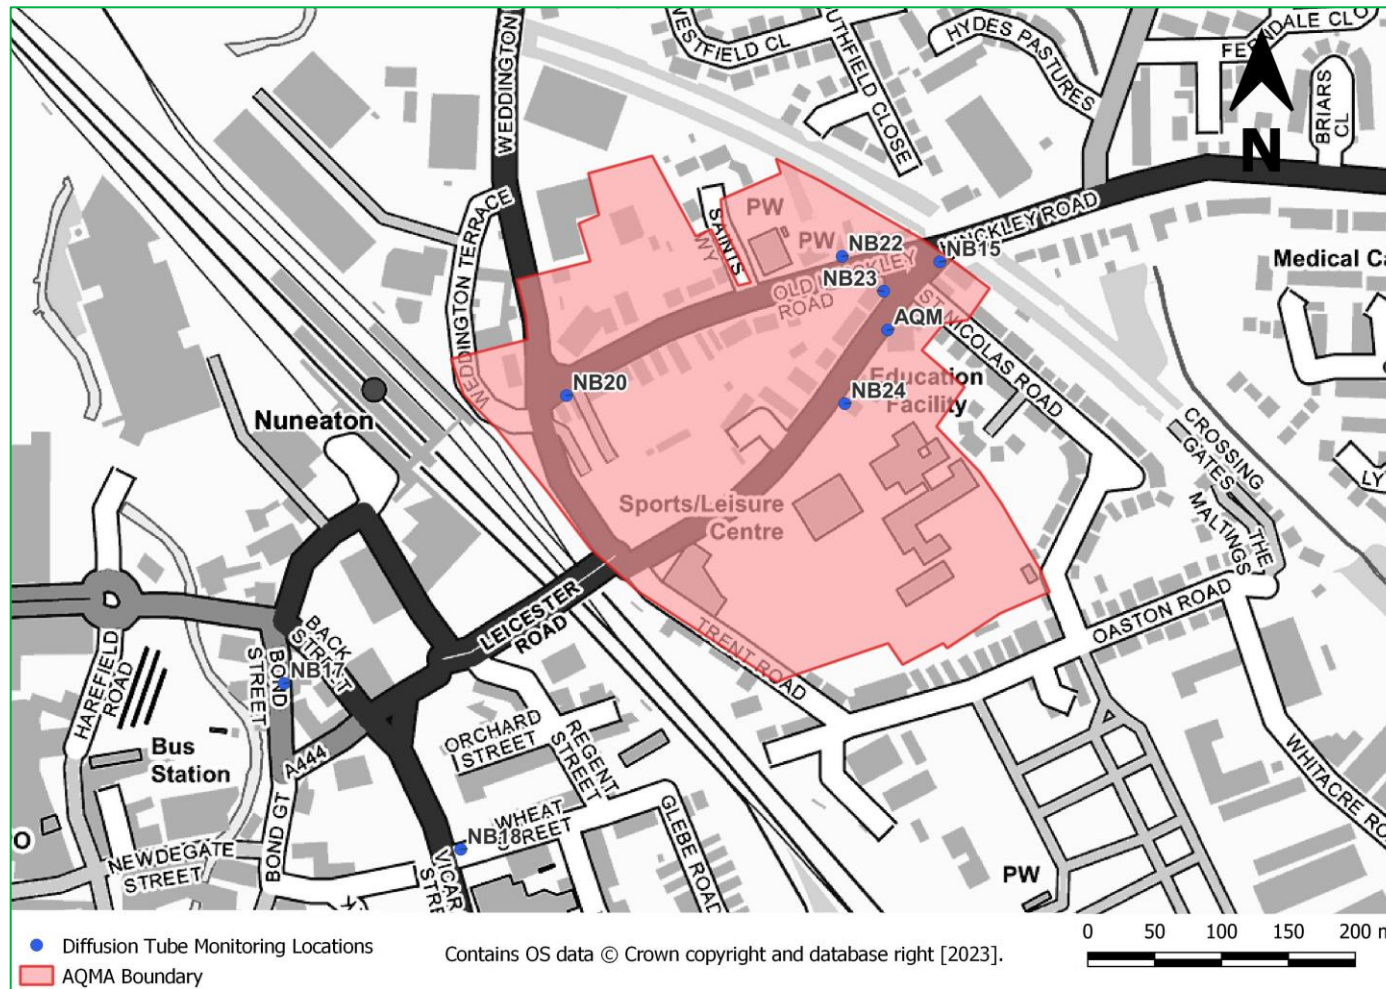 WEDDINGTON
WESTFIELD CL
UTHFIELD CLOSE
HYDES PASTURES
BRIARS
CL
N
WEDDINGTON TERRACE
SAINTS
WY
PW
PW
NB22
HINCKLEY ROAD
NB15
Medical Ca
NB23
OLD HINCKLEY
ROAD
AQM
ST NICOLAS ROAD
NB20
Education
Facility
NB24
Nuneaton
CROSSING
GATES
THE
MALTINGS
LY
Sports/Leisure
Centre
LEICESTER
ROAD
TRENT ROAD
OASTON ROAD
HAREFIELD
ROAD
BACK
STREET
BOND
STREET
NB17
Bus
Station
A444
ORCHARD
STREET
REGENT
STREET
WHITACRE RO
BOND GT
NEWDEGATE
STREET
WHEAT
STREET
NB18
GLEBE ROAD
VICAR
STRE
PW
O
Diffusion Tube Monitoring Locations
AQMA Boundary
Contains OS data © Crown copyright and database right [2023].
0 50 100 150 200 m